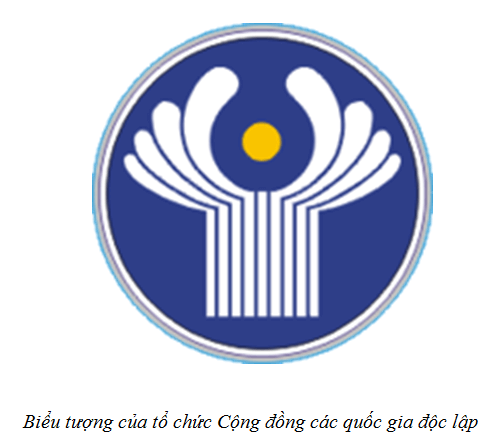 Biểu tượng của tổ chức Cộng đồng các quốc gia độc lập